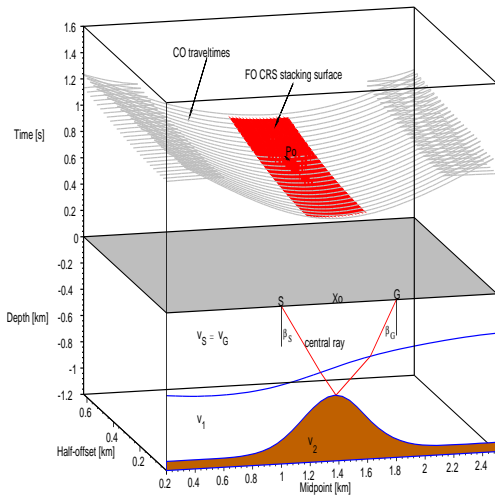 1.6
1.4
1.2
1
0.8
0.6
0.4
0.2
0
-0.2
-0.4
-0.6
-0.8
-1
-1.2
Time [s]
Depth [km]
CO traveltimes
FO CRS stacking surface
Po
S
Xo
G
βS
βG
vS = vG
central ray
v1
v2
0.6
0.4
0.2
Half-offset [km]
0.2 0.4 0.6 0.8 1 1.2 1.4 1.6 1.8 2 2.2 2.4
Midpoint [km]